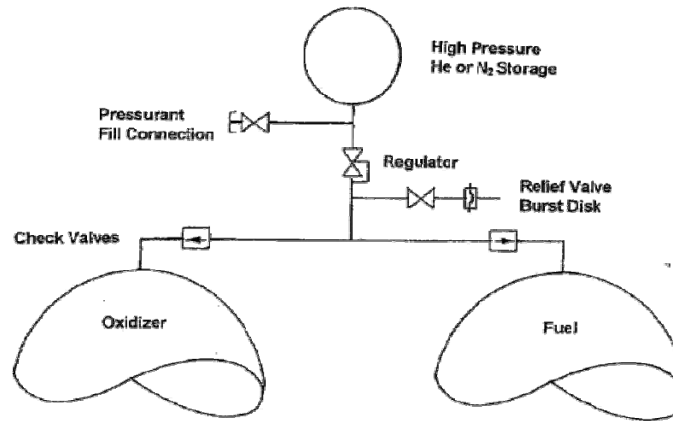 High Pressure
He or N₂ Storage
Pressurant
Fill Connection
Regulator
Relief Valve
Burst Disk
Check Valves
Oxidizer
Fuel